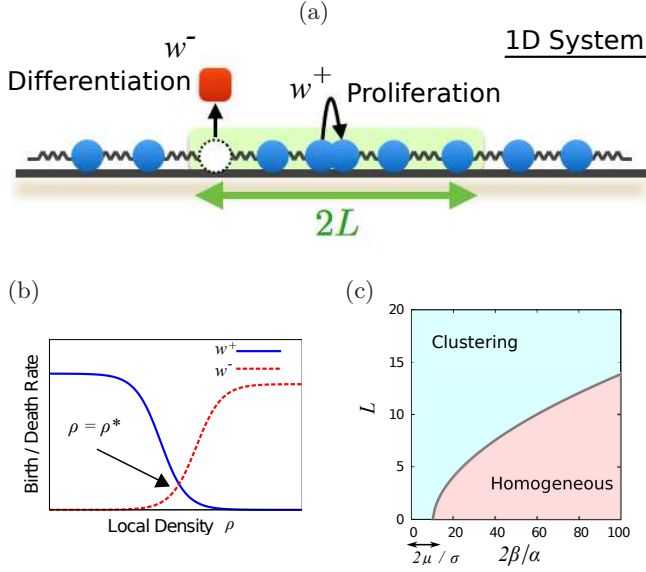 (a)
w-
1D System
Differentiation
w+
Proliferation
2L
(b)
(c)
w+
w-
ρ = ρ*
Birth / Death Rate
Local Density ρ
20
15
10
5
0
L
Clustering
Homogeneous
0 20 40 60 80 100
2μ / σ
2β/α